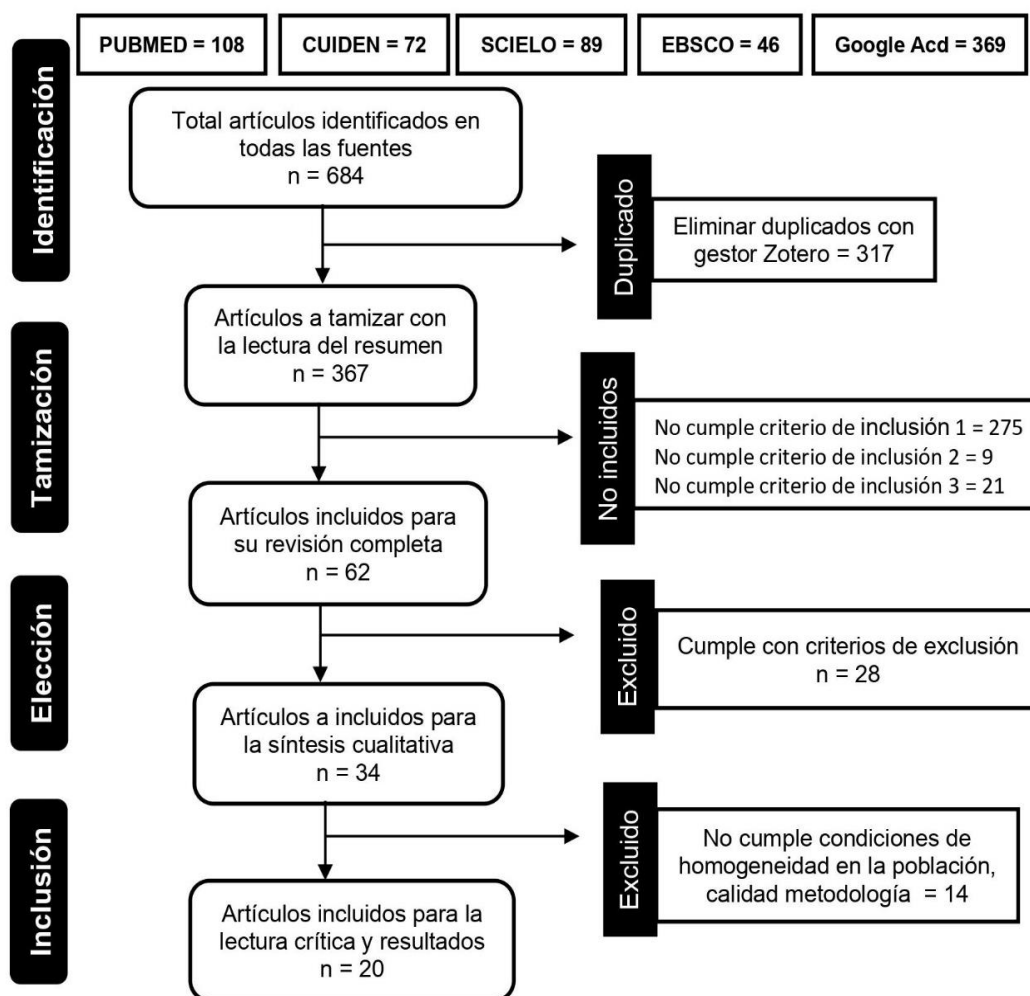 PUBMED = 108
CUIDEN = 72
SCIELO = 89
EBSCO = 46
Google Acd = 369
Identificación
Total artículos identificados en
todas las fuentes
n = 684
Duplicado
Eliminar duplicados con
gestor Zotero = 317
Tamización
Artículos a tamizar con
la lectura del resumen
n = 367
No incluidos
No cumple criterio de inclusión 1 = 275
No cumple criterio de inclusión 2 = 9
No cumple criterio de inclusión 3 = 21
Artículos incluidos para
su revisión completa
n = 62
Elección
Excluido
Cumple con criterios de exclusión
n = 28
Artículos a incluidos para
la síntesis cualitativa
n = 34
Inclusión
Excluido
No cumple condiciones de
homogeneidad en la población,
calidad metodología = 14
Artículos incluidos para la
lectura crítica y resultados
n = 20